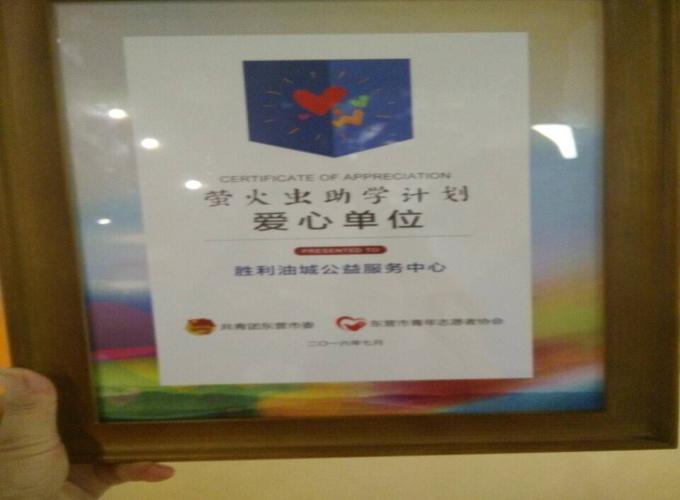 CERTIFICATE OF APPRECIATION
萤火虫助学计划
爱心单位
PRESENTED TO
胜利油城公益服务中心
共青团东营市委 东营市青年志愿者协会
二〇一六年七月